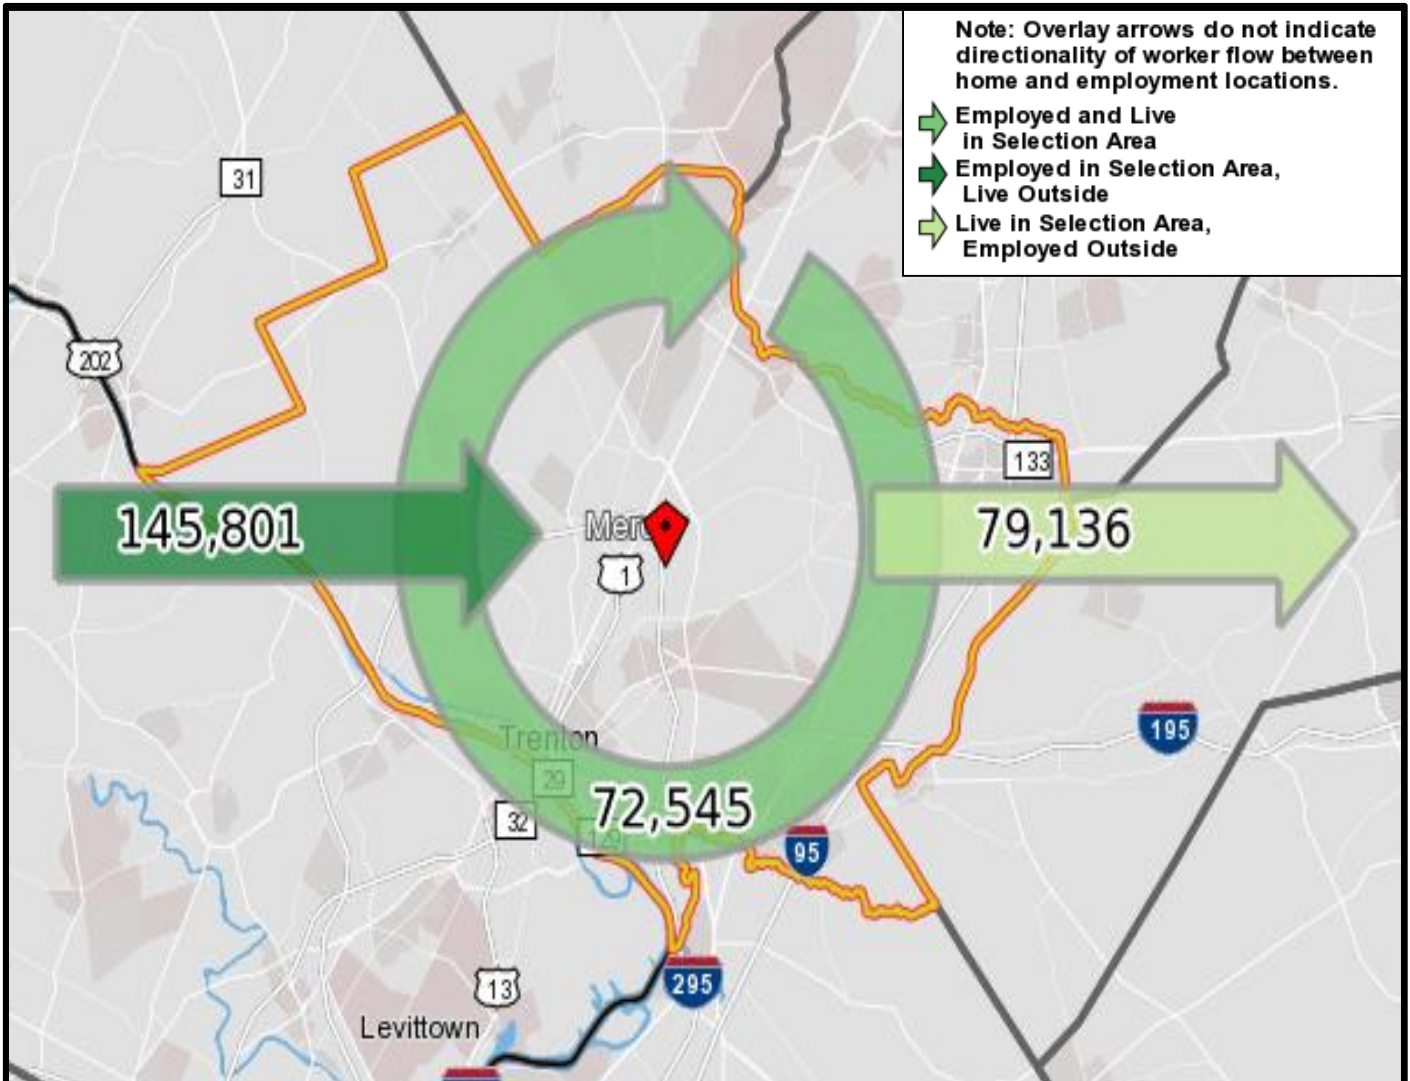 Note: Overlay arrows do not indicate
directionality of worker flow between
home and employment locations.
Employed and Live
in Selection Area
Employed in Selection Area,
Live Outside
Live in Selection Area,
Employed Outside
31
202
133
145,801
79,136
1
195
Trenton
29
72,545
32
129
95
295
13
Levittown